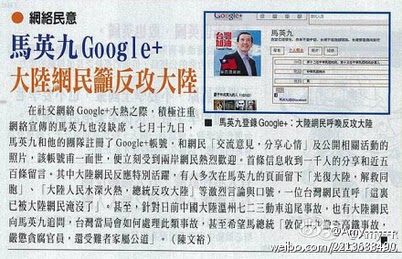 網絡民意
馬英九Google+
大陸網民籲反攻大陸
在社交網絡Google+大熱之際，積極注重
網絡宣傳的馬英九也沒缺席。七月十九日，
馬英九和他的團隊註冊了Google+帳號，和網民「交流意見，分享心情」及公開相關活動的
照片，該帳號甫一面世，便立刻受到兩岸網民熱烈歡迎。首條信息收到一千人的分享和近五
百條留言，其中大陸網民反應特別活躍，有人多次在馬英九的頁面留下「光復大陸，解救同
胞」、「大陸人民水深火熱，總統反攻大陸」等激烈言論與口號，一位台灣網民直呼「這裏
已被大陸網民淹沒了」。甚至，針對日前中國大陸溫州七二三動車追尾事故，也有大陸網民
向馬英九追問，台灣當局會如何處理此類事故，甚至希望馬總統「敦促
嚴懲貪腐官員，還受難者家屬公道」。（陳文裕）
Google+
台灣
加油
馬英九
馬英九登錄Google+：大陸網民呼喚反攻大陸
weibo.com/2213688490